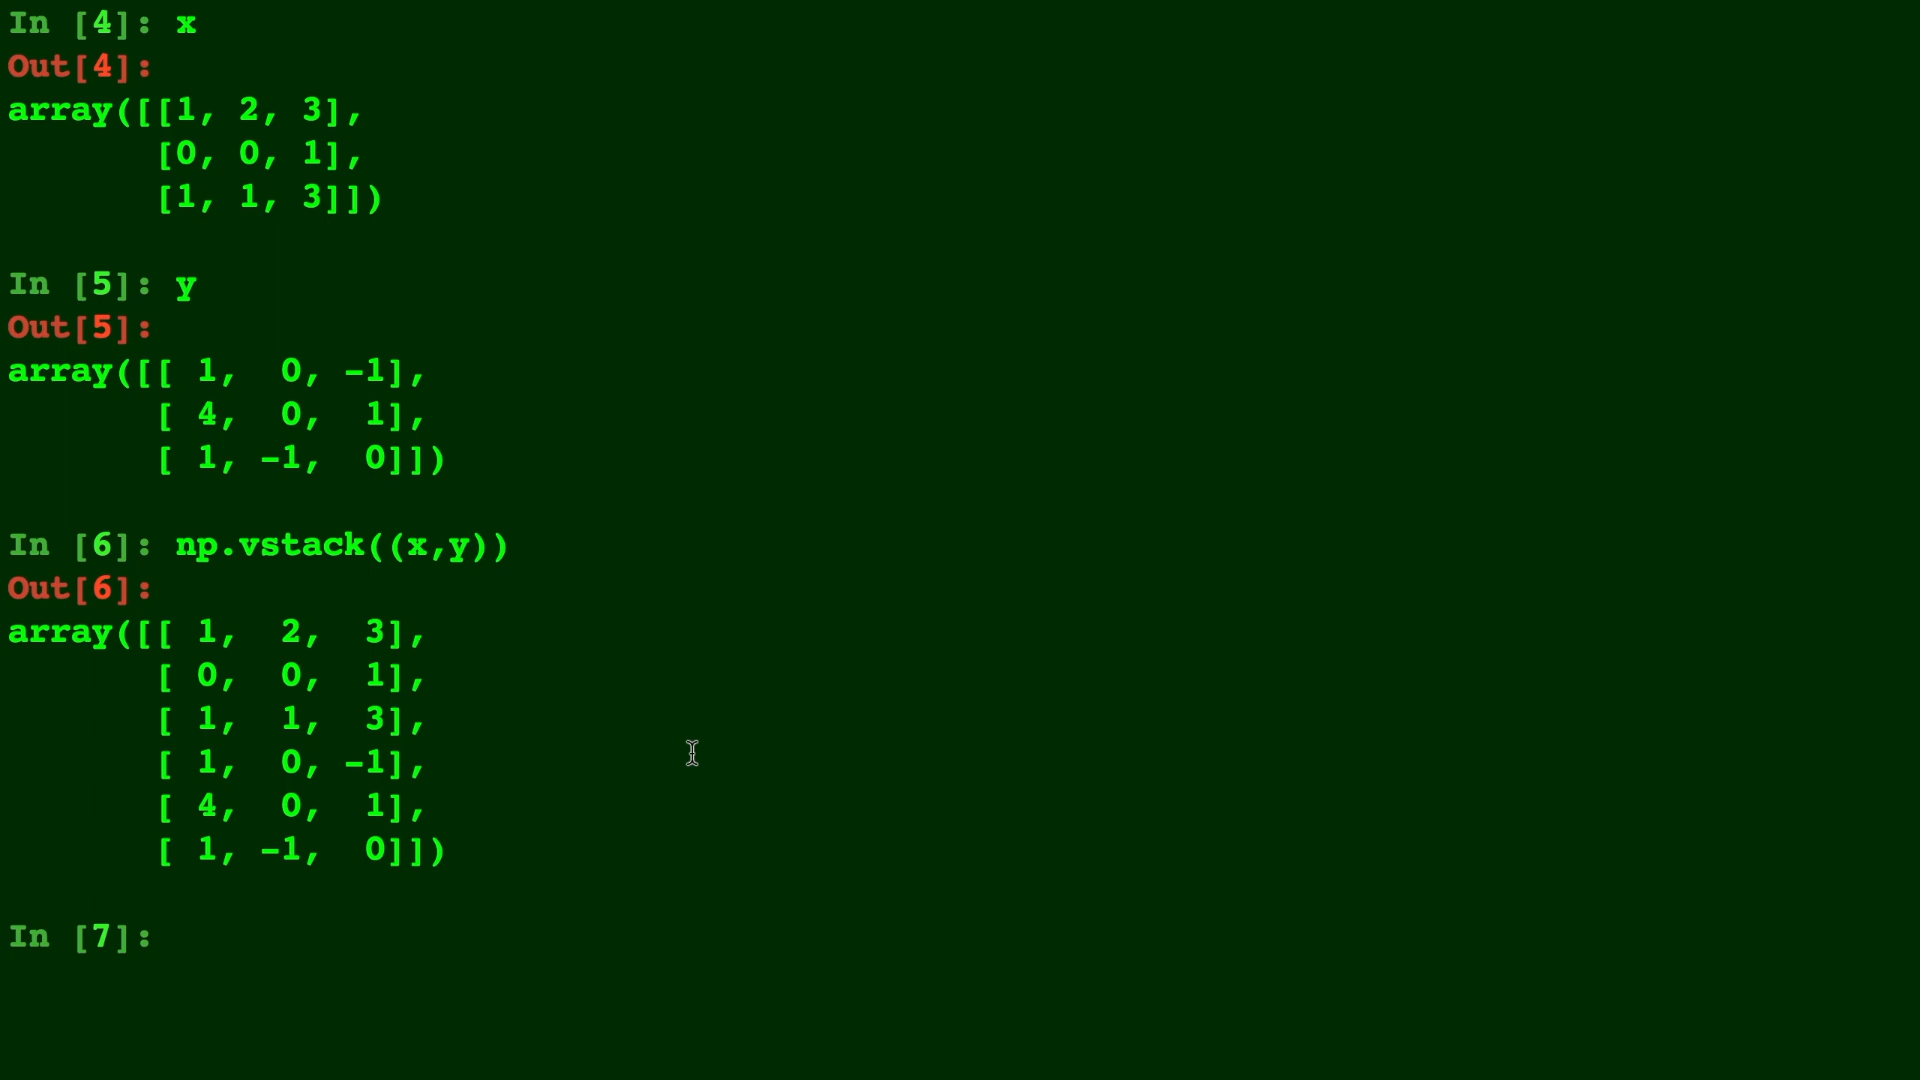 In [4]: x
Out[4]:
array([[1, 2, 3],
       [0, 0, 1],
       [1, 1, 3]])
In [5]: y
Out[5]:
array([[ 1,  0, -1],
       [ 4,  0,  1],
       [ 1, -1,  0]])
In [6]: np.vstack((x,y))
Out[6]:
array([[ 1,  2,  3],
       [ 0,  0,  1],
       [ 1,  1,  3],
       [ 1,  0, -1],
       [ 4,  0,  1],
       [ 1, -1,  0]])
In [7]: